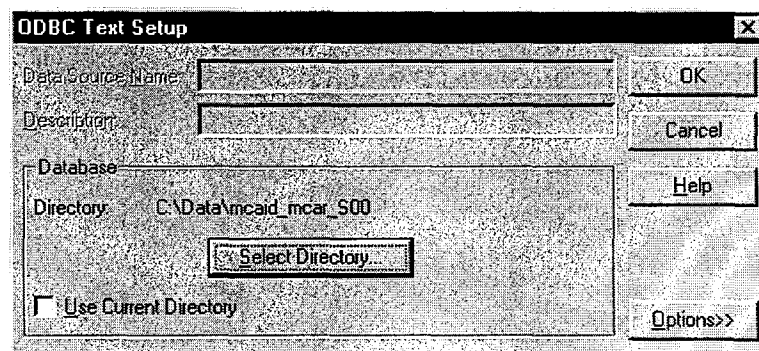 ODBC Text Setup
Data Source Name:
OK
Description:
Cancel
Database
Help
Directory: C:\Data\mcaid_mcar_S00
Select Directory...
Use Current Directory
Options>>